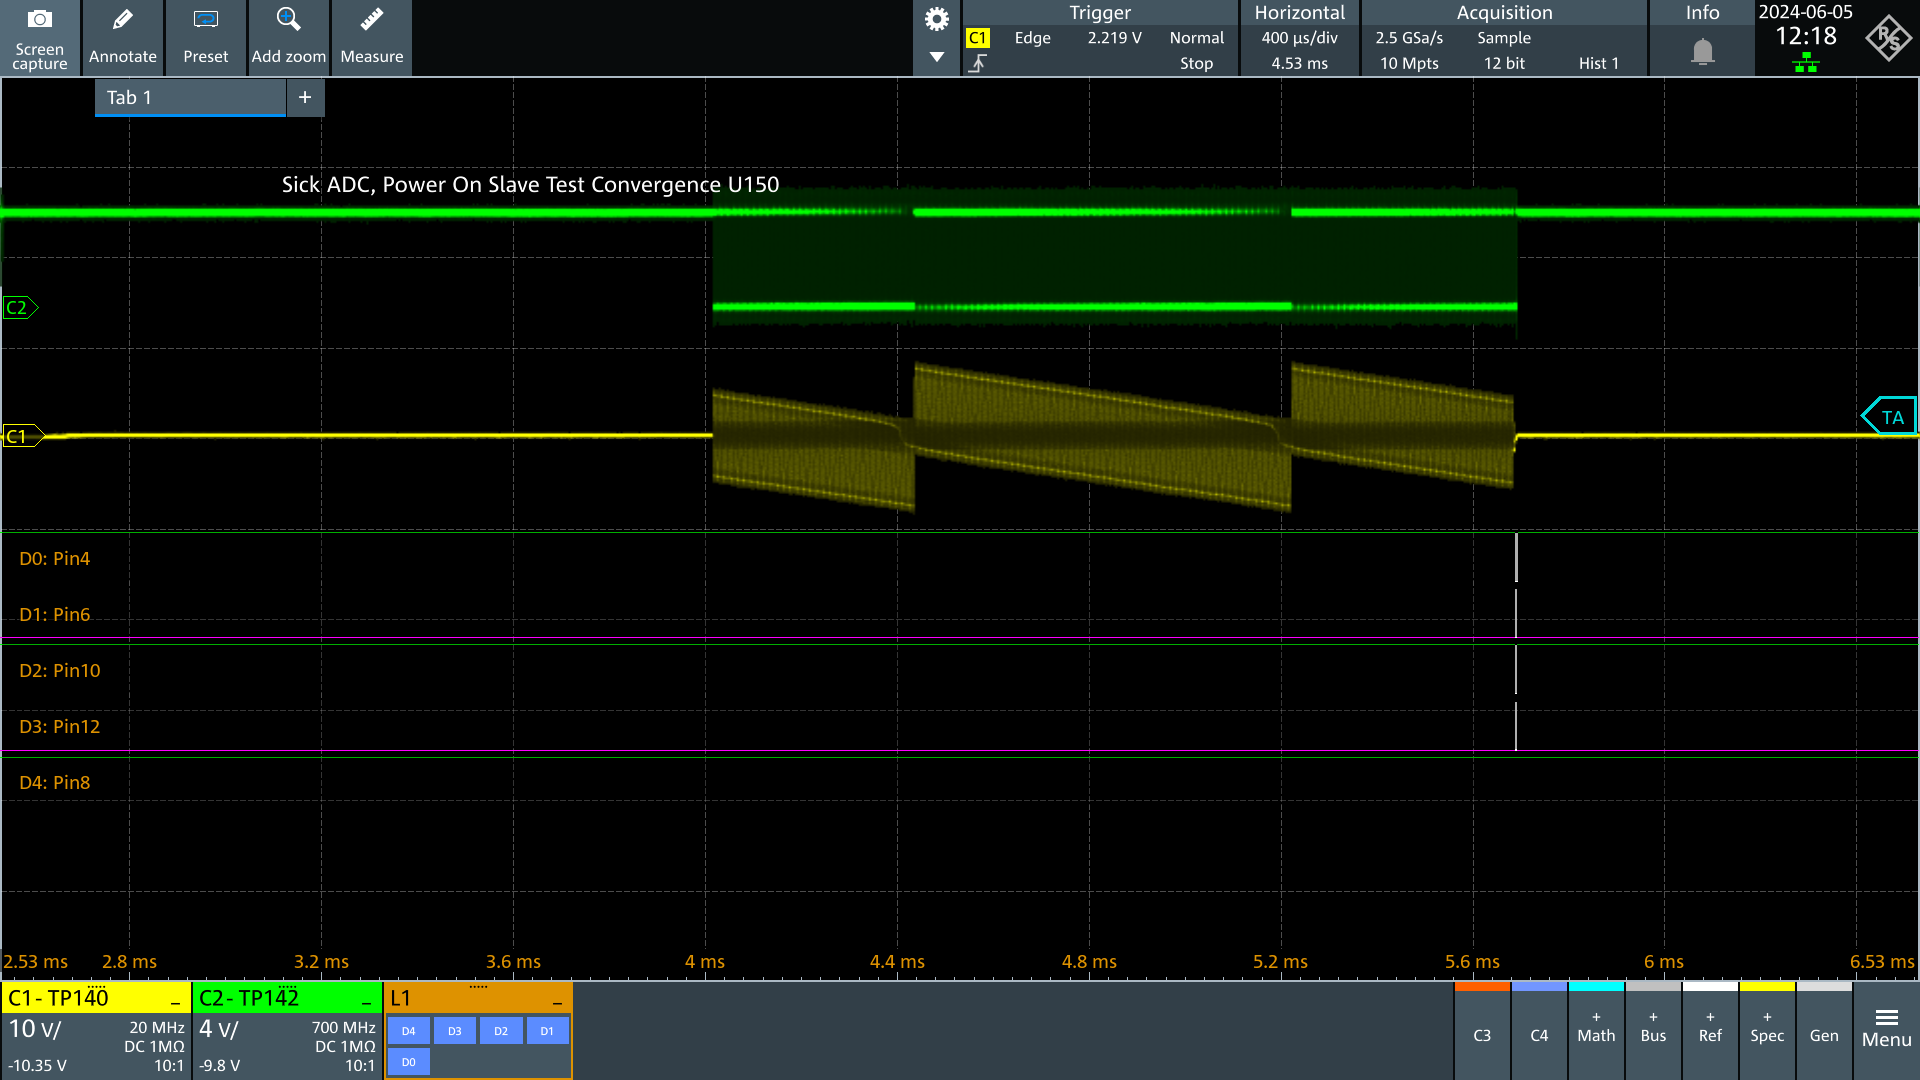 Screen capture
Annotate
Preset
Add zoom
Measure
Trigger
C1 Edge 2.219 V Normal
Stop
Horizontal
400 µs/div
4.53 ms
Acquisition
2.5 GSa/s Sample
10 Mpts 12 bit Hist 1
Info
2024-06-05
12:18
R S
Tab 1 +
Sick ADC, Power On Slave Test Convergence U150
C2
C1
TA
D0: Pin4
D1: Pin6
D2: Pin10
D3: Pin12
D4: Pin8
2.53 ms 2.8 ms 3.2 ms 3.6 ms 4 ms 4.4 ms 4.8 ms 5.2 ms 5.6 ms 6 ms 6.53 ms
C1 - TP140
10 V/ 20 MHz
DC 1MΩ
-10.35 V 10:1
C2 - TP142
4 V/ 700 MHz
DC 1MΩ
-9.8 V 10:1
L1
D4 D3 D2 D1
D0
C3
C4
+ Math
+ Bus
+ Ref
+ Spec
Gen
Menu